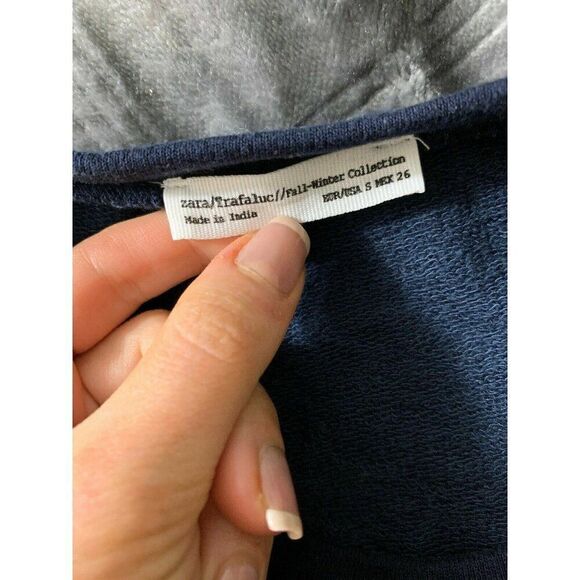 zara/Trafaluc//Fall-Winter Collection
Made in India EUR/USA S MEX 26